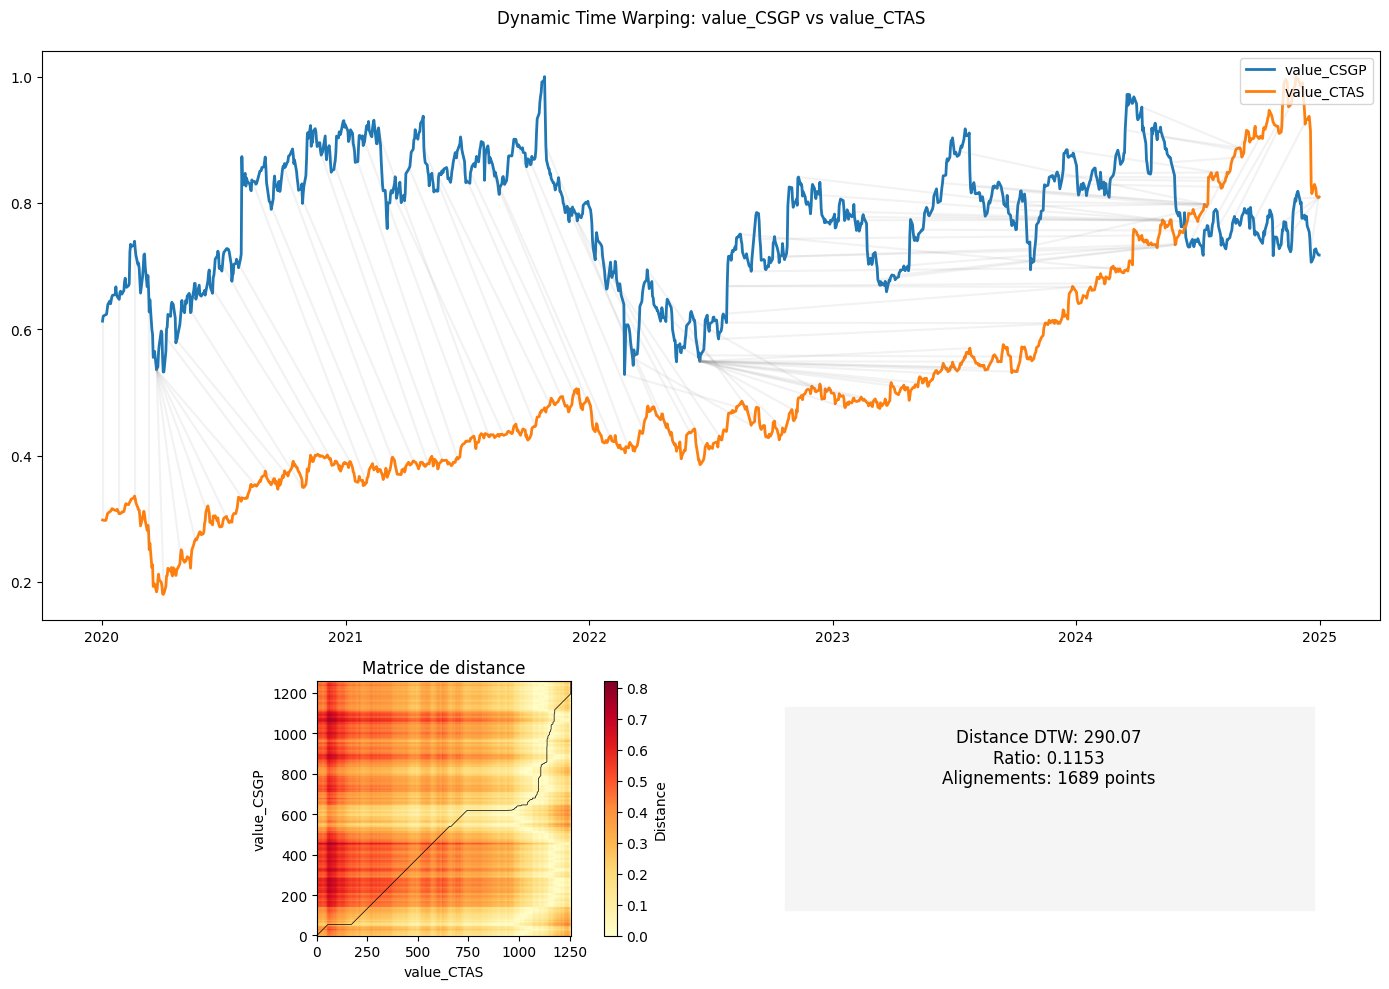 Dynamic Time Warping: value_CSGP vs value_CTAS
value_CSGP
value_CTAS
1.0
0.8
0.6
0.4
0.2
2020 2021 2022 2023 2024 2025
Matrice de distance
value_CSGP
1200
1000
800
600
400
200
0
0 250 500 750 1000 1250
value_CTAS
0.8
0.7
0.6
0.5
0.4
0.3
0.2
0.1
0.0
Distance
Distance DTW: 290.07
Ratio: 0.1153
Alignements: 1689 points